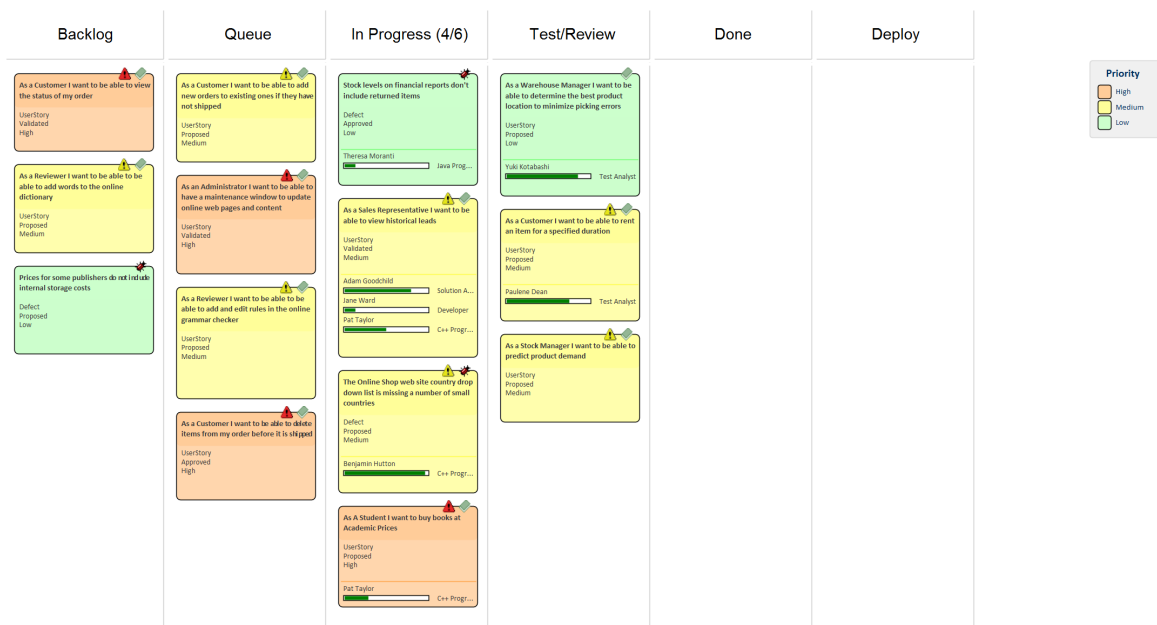 Backlog
Queue
In Progress (4/6)
Test/Review
Done
Deploy
As a Customer I want to be able to view
the status of my order
UserStory
Validated
High
As a Reviewer I want to be able to be
able to add words to the online
dictionary
UserStory
Proposed
Medium
Prices for some publishers do not include
internal storage costs
Defect
Proposed
Low
As a Customer I want to be able to add
new orders to existing ones if they have
not shipped
UserStory
Proposed
Medium
As an Administrator I want to be able to
have a maintenance window to update
online web pages and content
UserStory
Validated
High
As a Reviewer I want to be able to be
able to add and edit rules in the online
grammar checker
UserStory
Proposed
Medium
As a Customer I want to be able to delete
items from my order before it is shipped
UserStory
Approved
High
Stock levels on financial reports don't
include returned items
Defect
Approved
Low
Theresa Moranti
Java Prog...
As a Sales Representative I want to be
able to view historical leads
UserStory
Validated
Medium
Adam Goodchild
Solution A...
Jane Ward
Developer
Pat Taylor
C++ Progr...
The Online Shop web site country drop
down list is missing a number of small
countries
Defect
Proposed
Medium
Benjamin Hutton
C++ Progr...
As A Student I want to buy books at
Academic Prices
UserStory
Proposed
High
Pat Taylor
C++ Progr...
As a Warehouse Manager I want to be
able to determine the best product
location to minimize picking errors
UserStory
Proposed
Low
Yuki Kotabashi
Test Analyst
As a Customer I want to be able to rent
an item for a specified duration
UserStory
Proposed
Medium
Paulene Dean
Test Analyst
As a Stock Manager I want to be able to
predict product demand
UserStory
Proposed
Medium
Priority
High
Medium
Low